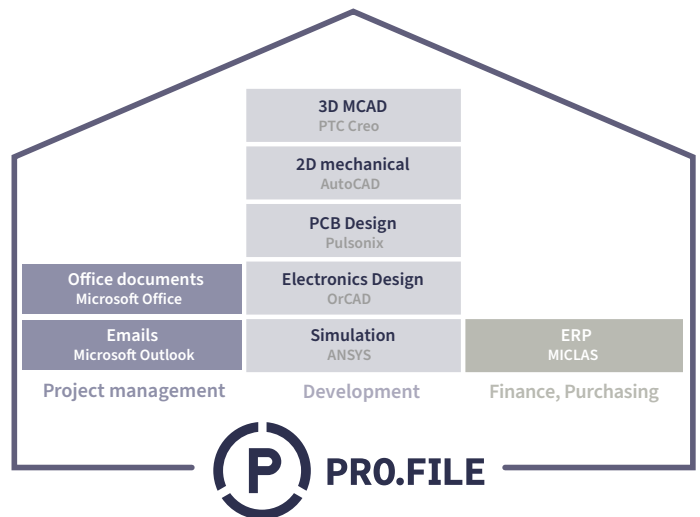 3D MCAD
PTC Creo
2D mechanical
AutoCAD
PCB Design
Pulsonix
Electronics Design
OrCAD
Simulation
ANSYS
Development
Office documents
Microsoft Office
Emails
Microsoft Outlook
Project management
ERP
MICLAS
Finance, Purchasing
P
PRO.FILE